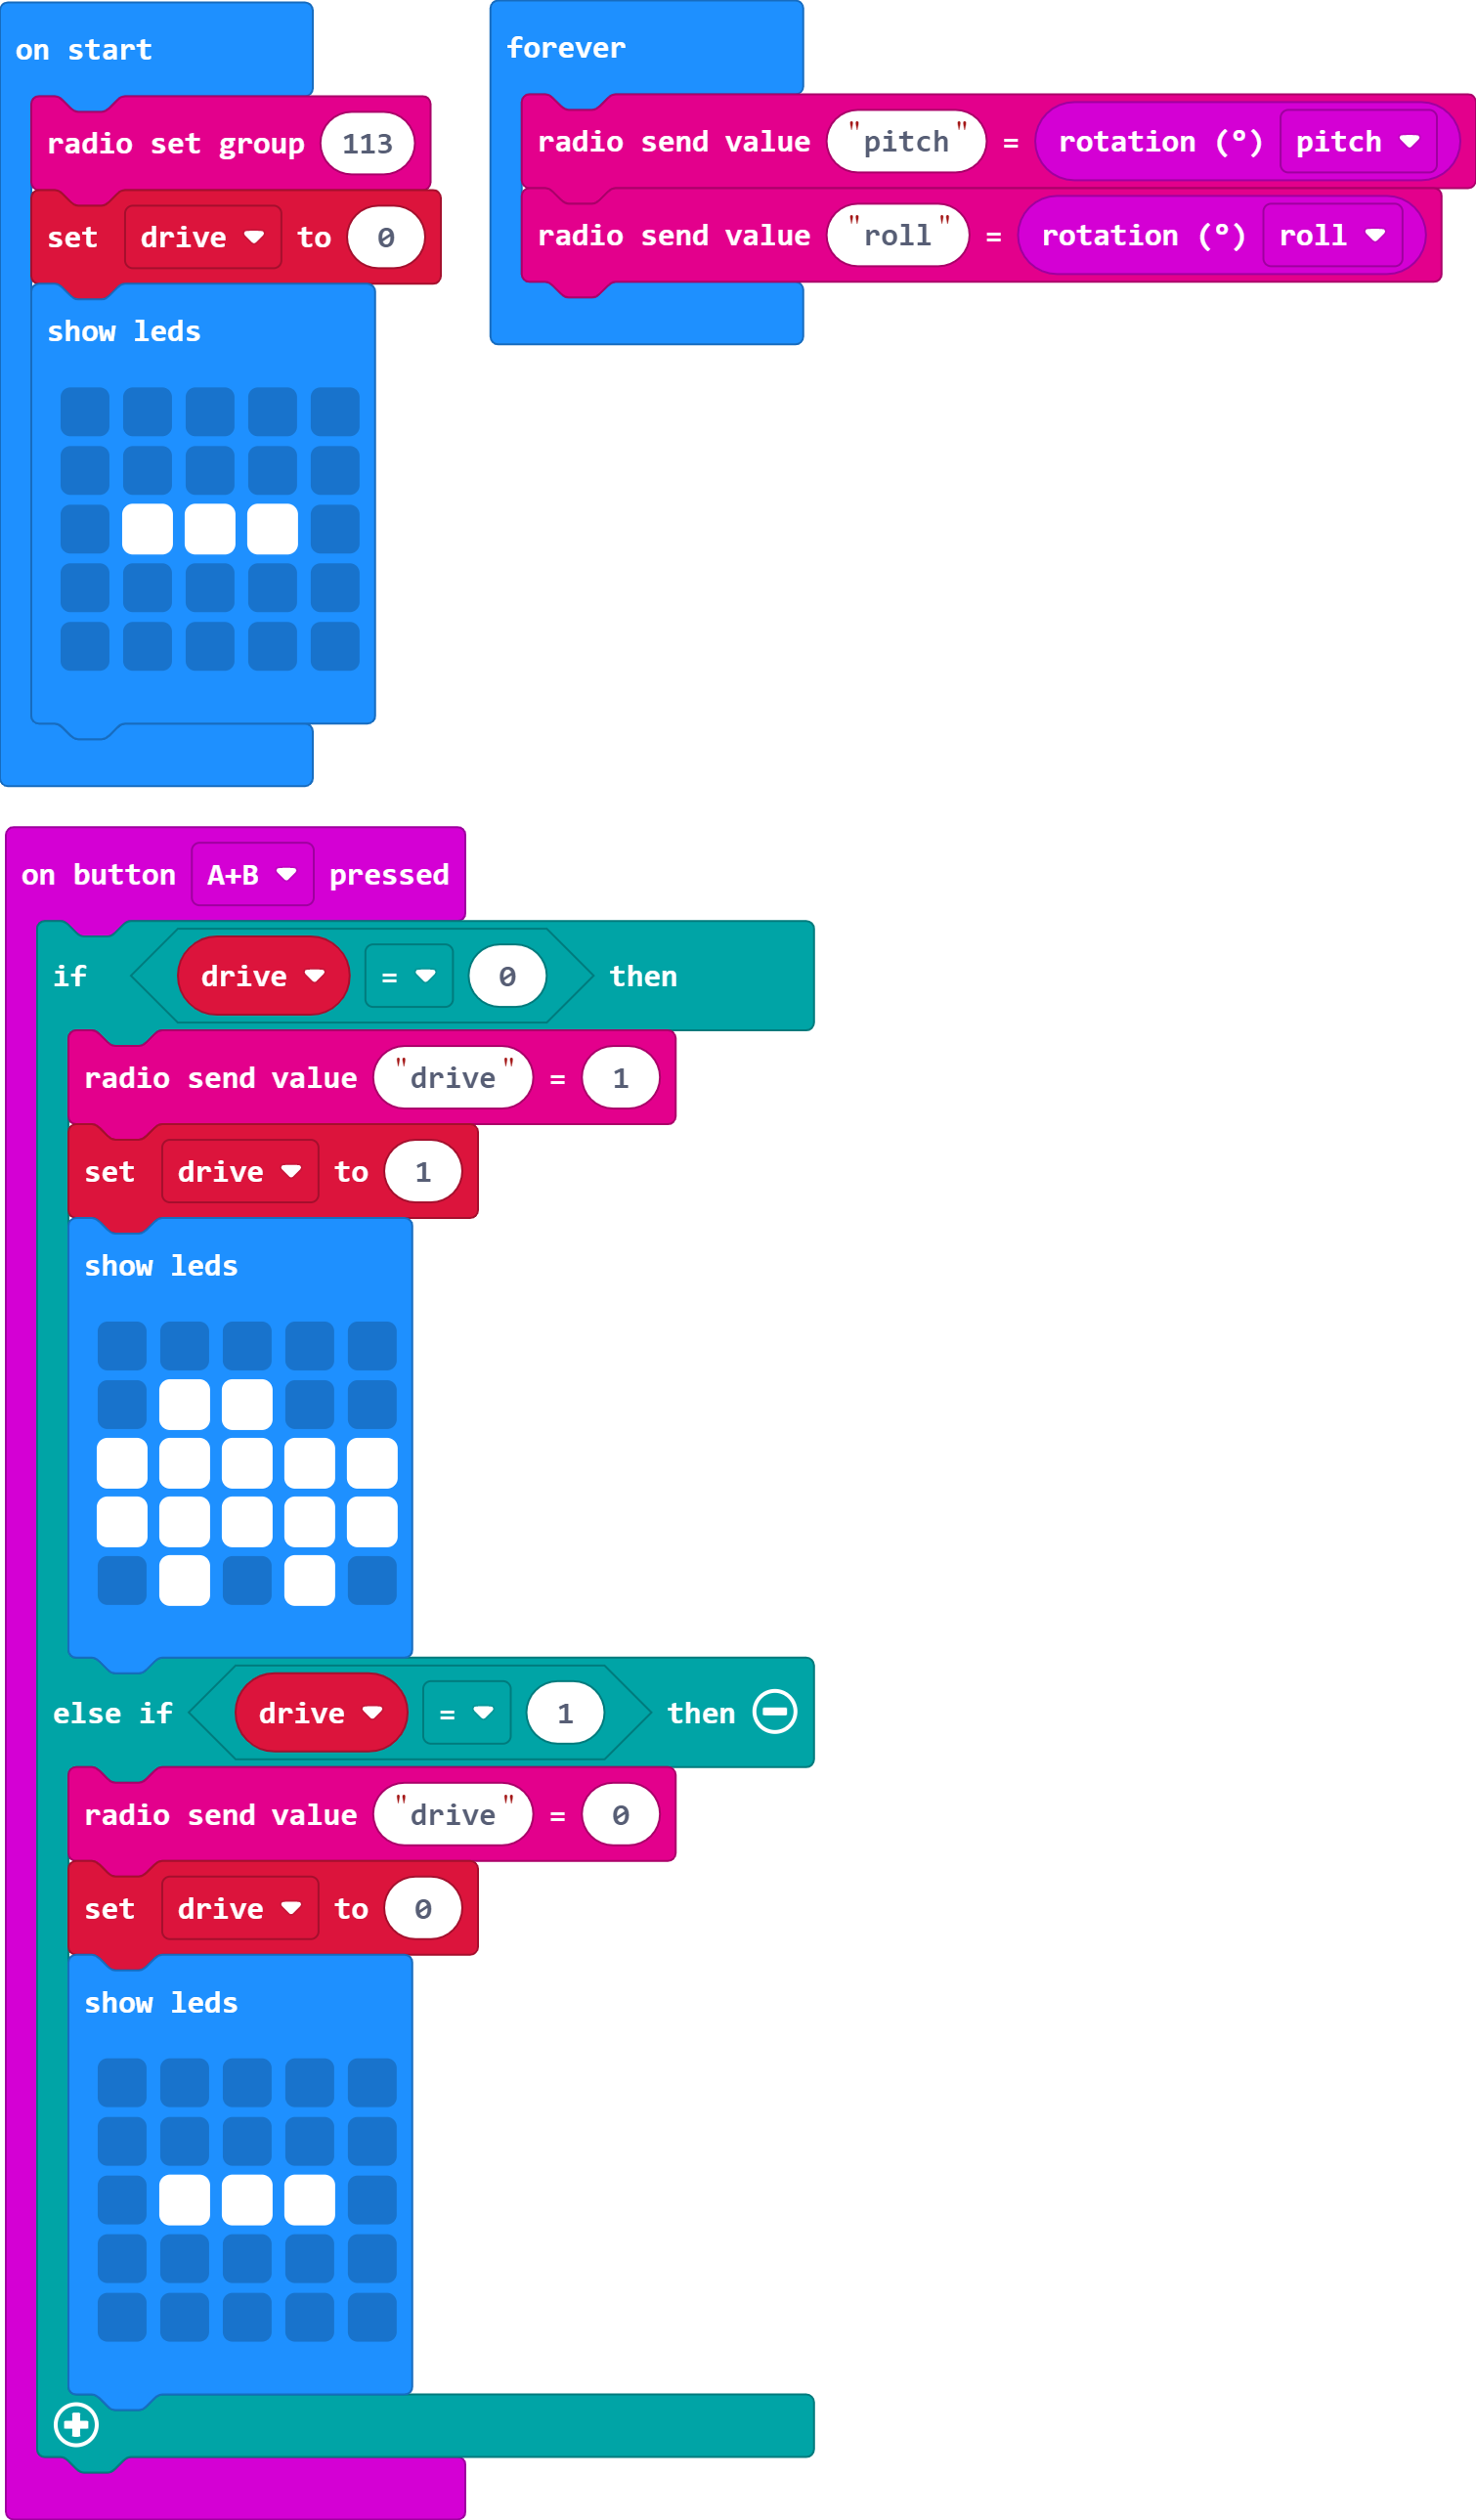 on start
radio set group 113
set drive to 0
show leds
forever
radio send value "pitch" = rotation (°) pitch
radio send value "roll" = rotation (°) roll
on button A+B pressed
if drive = 0 then
radio send value "drive" = 1
set drive to 1
show leds
else if drive = 1 then
radio send value "drive" = 0
set drive to 0
show leds